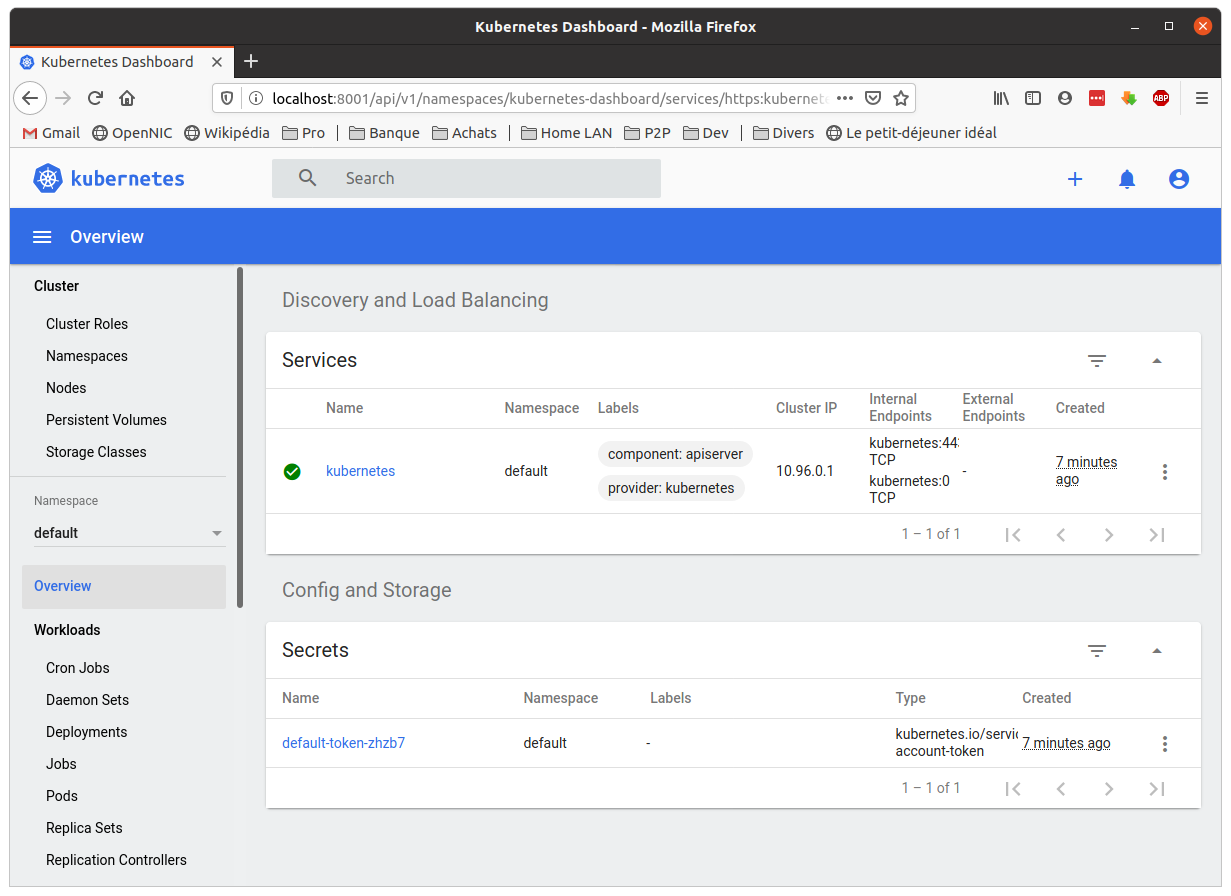 Kubernetes Dashboard - Mozilla Firefox
Kubernetes Dashboard
localhost:8001/api/v1/namespaces/kubernetes-dashboard/services/https:kubernete
ABP
Gmail OpenNIC Wikipédia Pro Banque Achats Home LAN P2P Dev Divers Le petit-déjeuner idéal
kubernetes
Search
Overview
Cluster
Cluster Roles
Namespaces
Nodes
Persistent Volumes
Storage Classes
Namespace
default
Overview
Workloads
Cron Jobs
Daemon Sets
Deployments
Jobs
Pods
Replica Sets
Replication Controllers
Discovery and Load Balancing
Services
Name Namespace Labels Cluster IP Internal Endpoints External Endpoints Created
kubernetes default component: apiserver provider: kubernetes 10.96.0.1 kubernetes:443 TCP kubernetes:0 TCP - 7 minutes ago
1 – 1 of 1
Config and Storage
Secrets
Name Namespace Labels Type Created
default-token-zhzb7 default - kubernetes.io/servic account-token 7 minutes ago
1 – 1 of 1